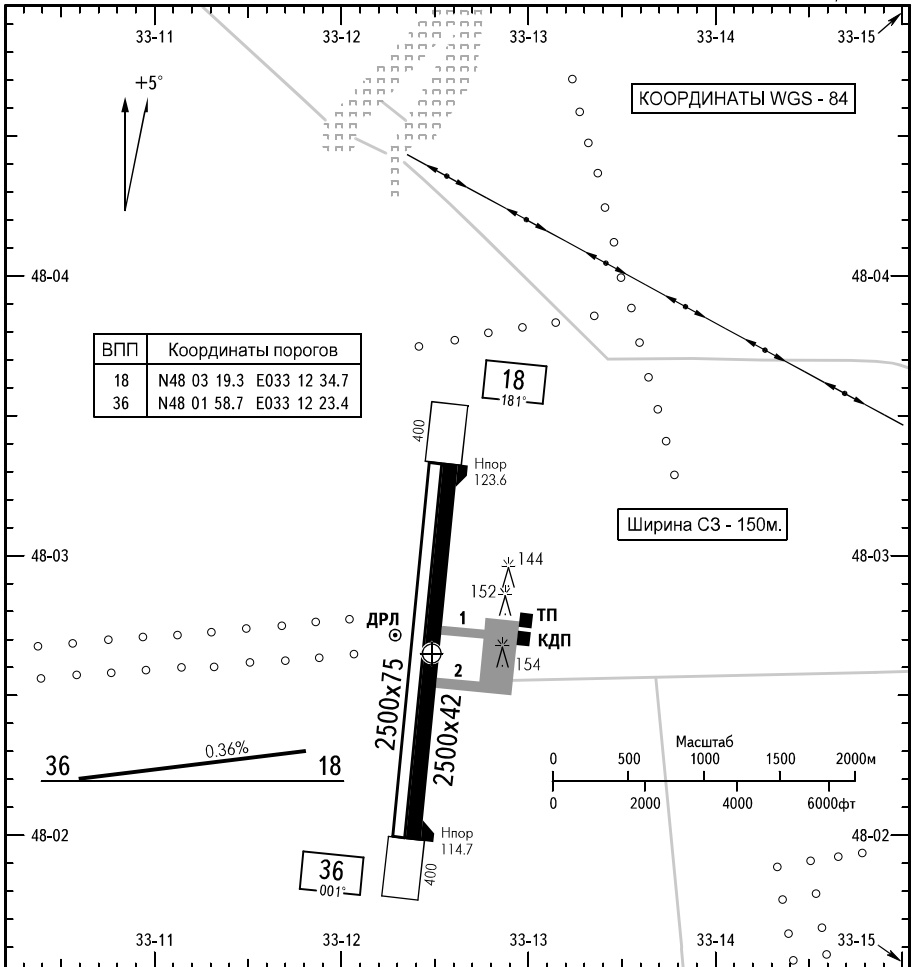 33-11 33-12 33-13 33-14 33-15
+5°
КООРДИНАТЫ WGS - 84
48-04 48-04
ВПП Координаты порогов
18 N48 03 19.3 E033 12 34.7
36 N48 01 58.7 E033 12 23.4
18
181°
400
Нпор
123.6
Ширина СЗ - 150м.
48-03 48-03
144
152
ТП
ДРЛ
1
КДП
154
2
2500x75
2500x42
36 0.36% 18
Масштаб
0 500 1000 1500 2000м
0 2000 4000 6000фт
48-02 48-02
Нпор
114.7
36
001°
400
33-11 33-12 33-13 33-14 33-15